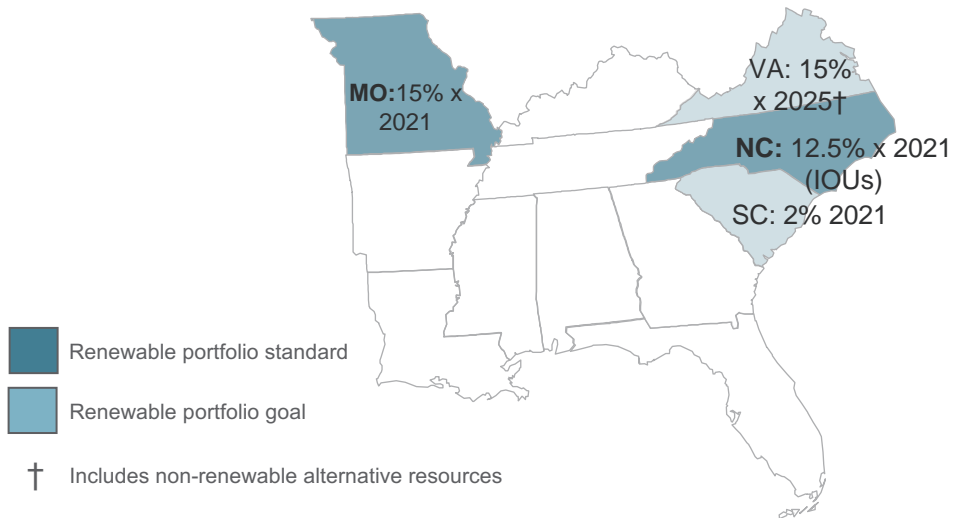 MO:15% x
2021
VA: 15%
x 2025†
NC: 12.5% x 2021
(IOUs)
SC: 2% 2021
Renewable portfolio standard
Renewable portfolio goal
† Includes non-renewable alternative resources